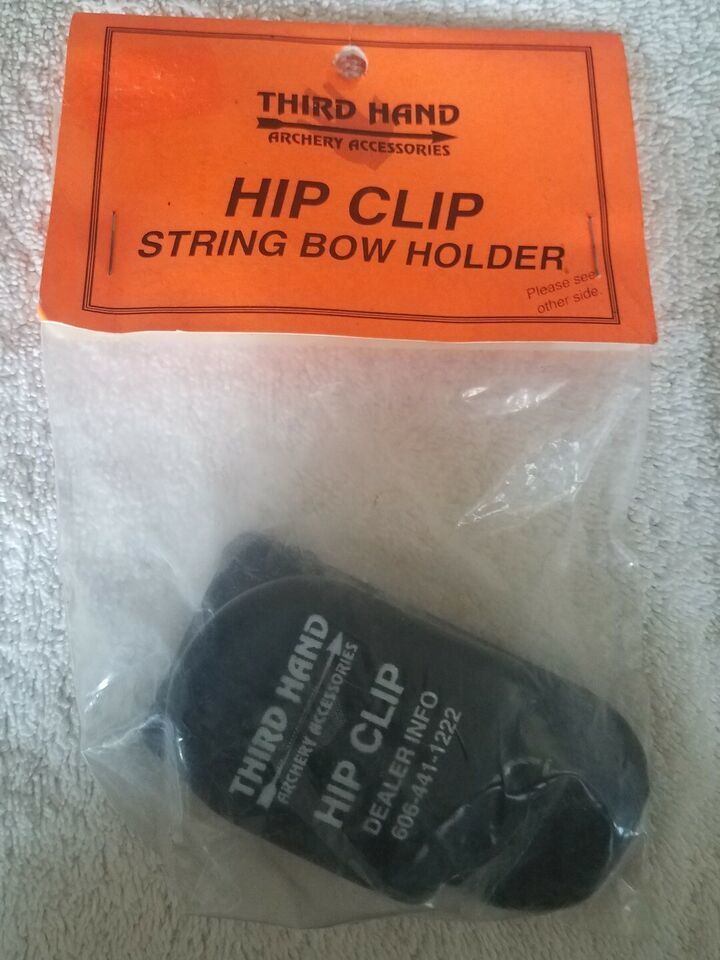 THIRD HAND
ARCHERY ACCESSORIES
HIP CLIP
STRING BOW HOLDER
Please see
other side.
THIRD HAND
ARCHERY ACCESSORIES
HIP CLIP
DEALER INFO
606-441-1222